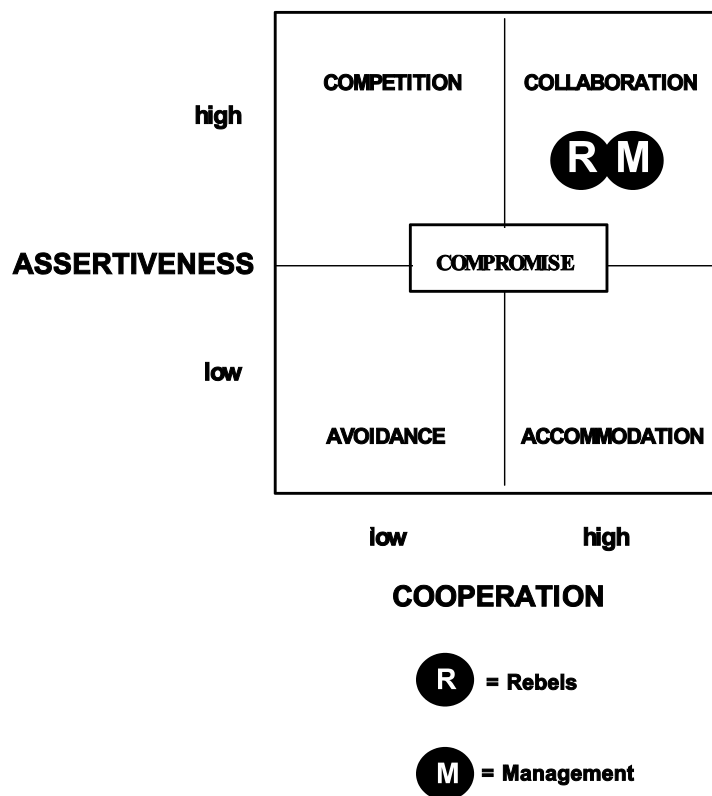 COMPETITION COLLABORATION
high
R M
ASSERTIVENESS
COMPROMISE
low
AVOIDANCE ACCOMMODATION
low high
COOPERATION
R = Rebels
M = Management